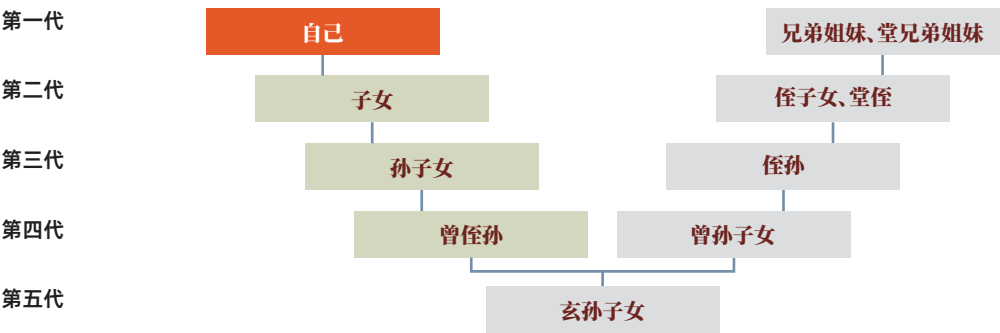 第一代 自己 兄弟姐妹、堂兄弟姐妹
第二代 子女 侄子女、堂侄
第三代 孙子女 侄孙
第四代 曾侄孙 曾孙子女
第五代 玄孙子女